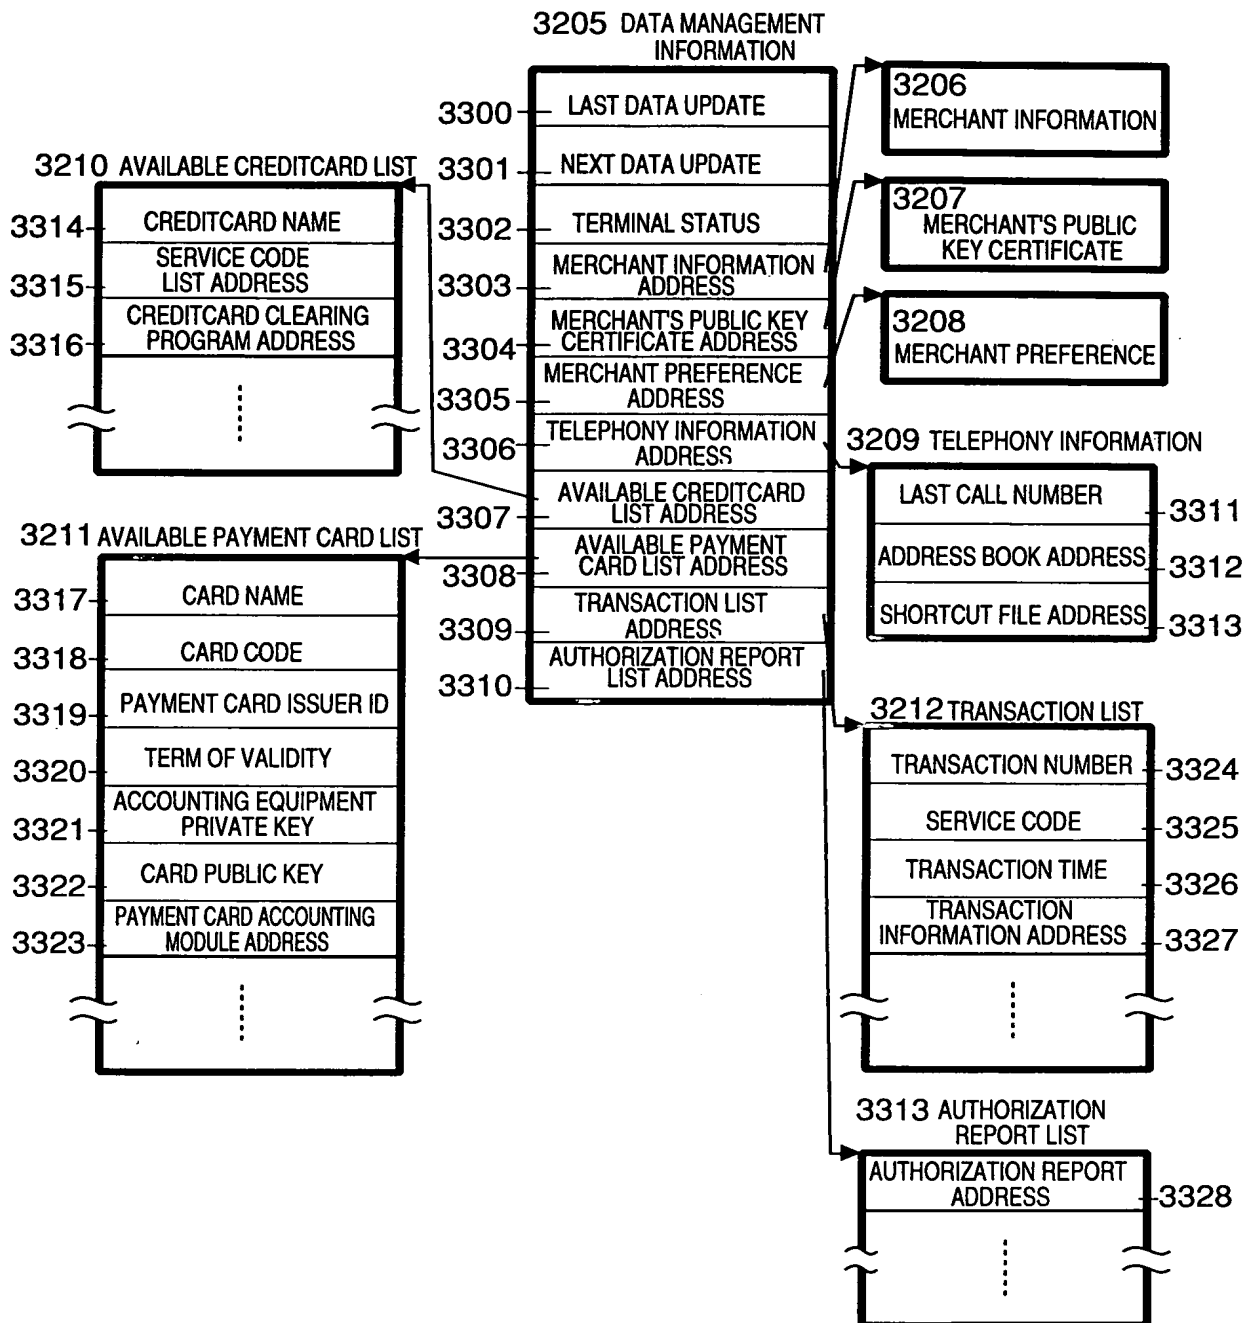 3205 DATA MANAGEMENT
INFORMATION
3300
LAST DATA UPDATE
3301
NEXT DATA UPDATE
3302
TERMINAL STATUS
3303
MERCHANT INFORMATION
ADDRESS
3304
MERCHANT'S PUBLIC KEY
CERTIFICATE ADDRESS
3305
MERCHANT PREFERENCE
ADDRESS
3306
TELEPHONY INFORMATION
ADDRESS
3307
AVAILABLE CREDITCARD
LIST ADDRESS
3308
AVAILABLE PAYMENT
CARD LIST ADDRESS
3309
TRANSACTION LIST
ADDRESS
3310
AUTHORIZATION REPORT
LIST ADDRESS
3210 AVAILABLE CREDITCARD LIST
3314
CREDITCARD NAME
3315
SERVICE CODE
LIST ADDRESS
3316
CREDITCARD CLEARING
PROGRAM ADDRESS
3211 AVAILABLE PAYMENT CARD LIST
3317
CARD NAME
3318
CARD CODE
3319
PAYMENT CARD ISSUER ID
3320
TERM OF VALIDITY
3321
ACCOUNTING EQUIPMENT
PRIVATE KEY
3322
CARD PUBLIC KEY
3323
PAYMENT CARD ACCOUNTING
MODULE ADDRESS
3206
MERCHANT INFORMATION
3207
MERCHANT'S PUBLIC
KEY CERTIFICATE
3208
MERCHANT PREFERENCE
3209 TELEPHONY INFORMATION
LAST CALL NUMBER
3311
ADDRESS BOOK ADDRESS
3312
SHORTCUT FILE ADDRESS
3313
3212 TRANSACTION LIST
TRANSACTION NUMBER
3324
SERVICE CODE
3325
TRANSACTION TIME
3326
TRANSACTION
INFORMATION ADDRESS
3327
3313 AUTHORIZATION
REPORT LIST
AUTHORIZATION REPORT
ADDRESS
3328